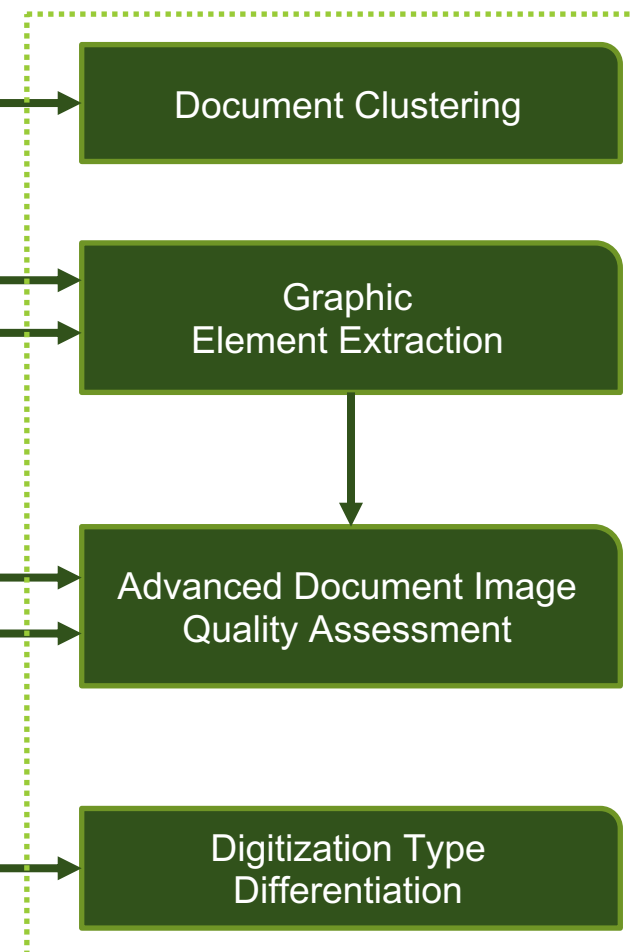 Document Clustering
Graphic
Element Extraction
Advanced Document Image
Quality Assessment
Digitization Type
Differentiation